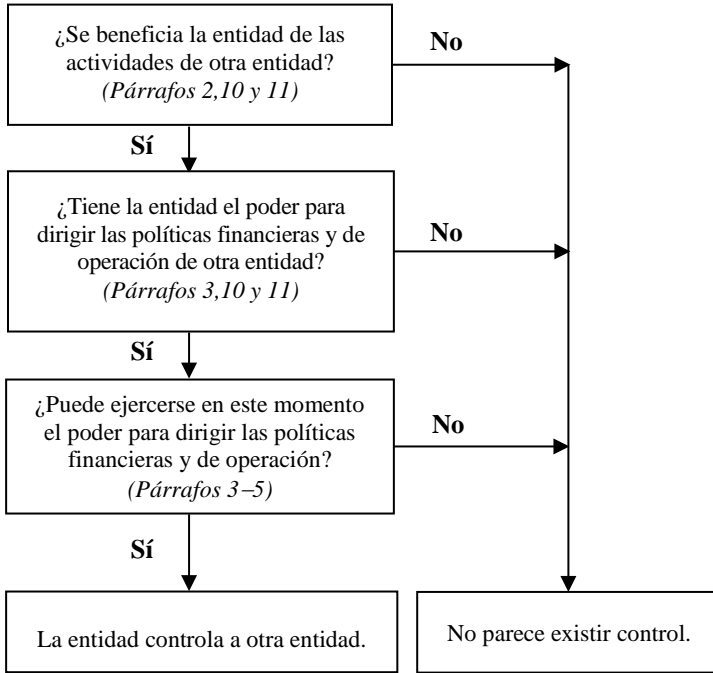 ¿Se beneficia la entidad de las
actividades de otra entidad?
(Párrafos 2,10 y 11)
No
Sí
¿Tiene la entidad el poder para
dirigir las políticas financieras y de
operación de otra entidad?
(Párrafos 3,10 y 11)
No
Sí
¿Puede ejercerse en este momento
el poder para dirigir las políticas
financieras y de operación?
(Párrafos 3–5)
No
Sí
La entidad controla a otra entidad.
No parece existir control.